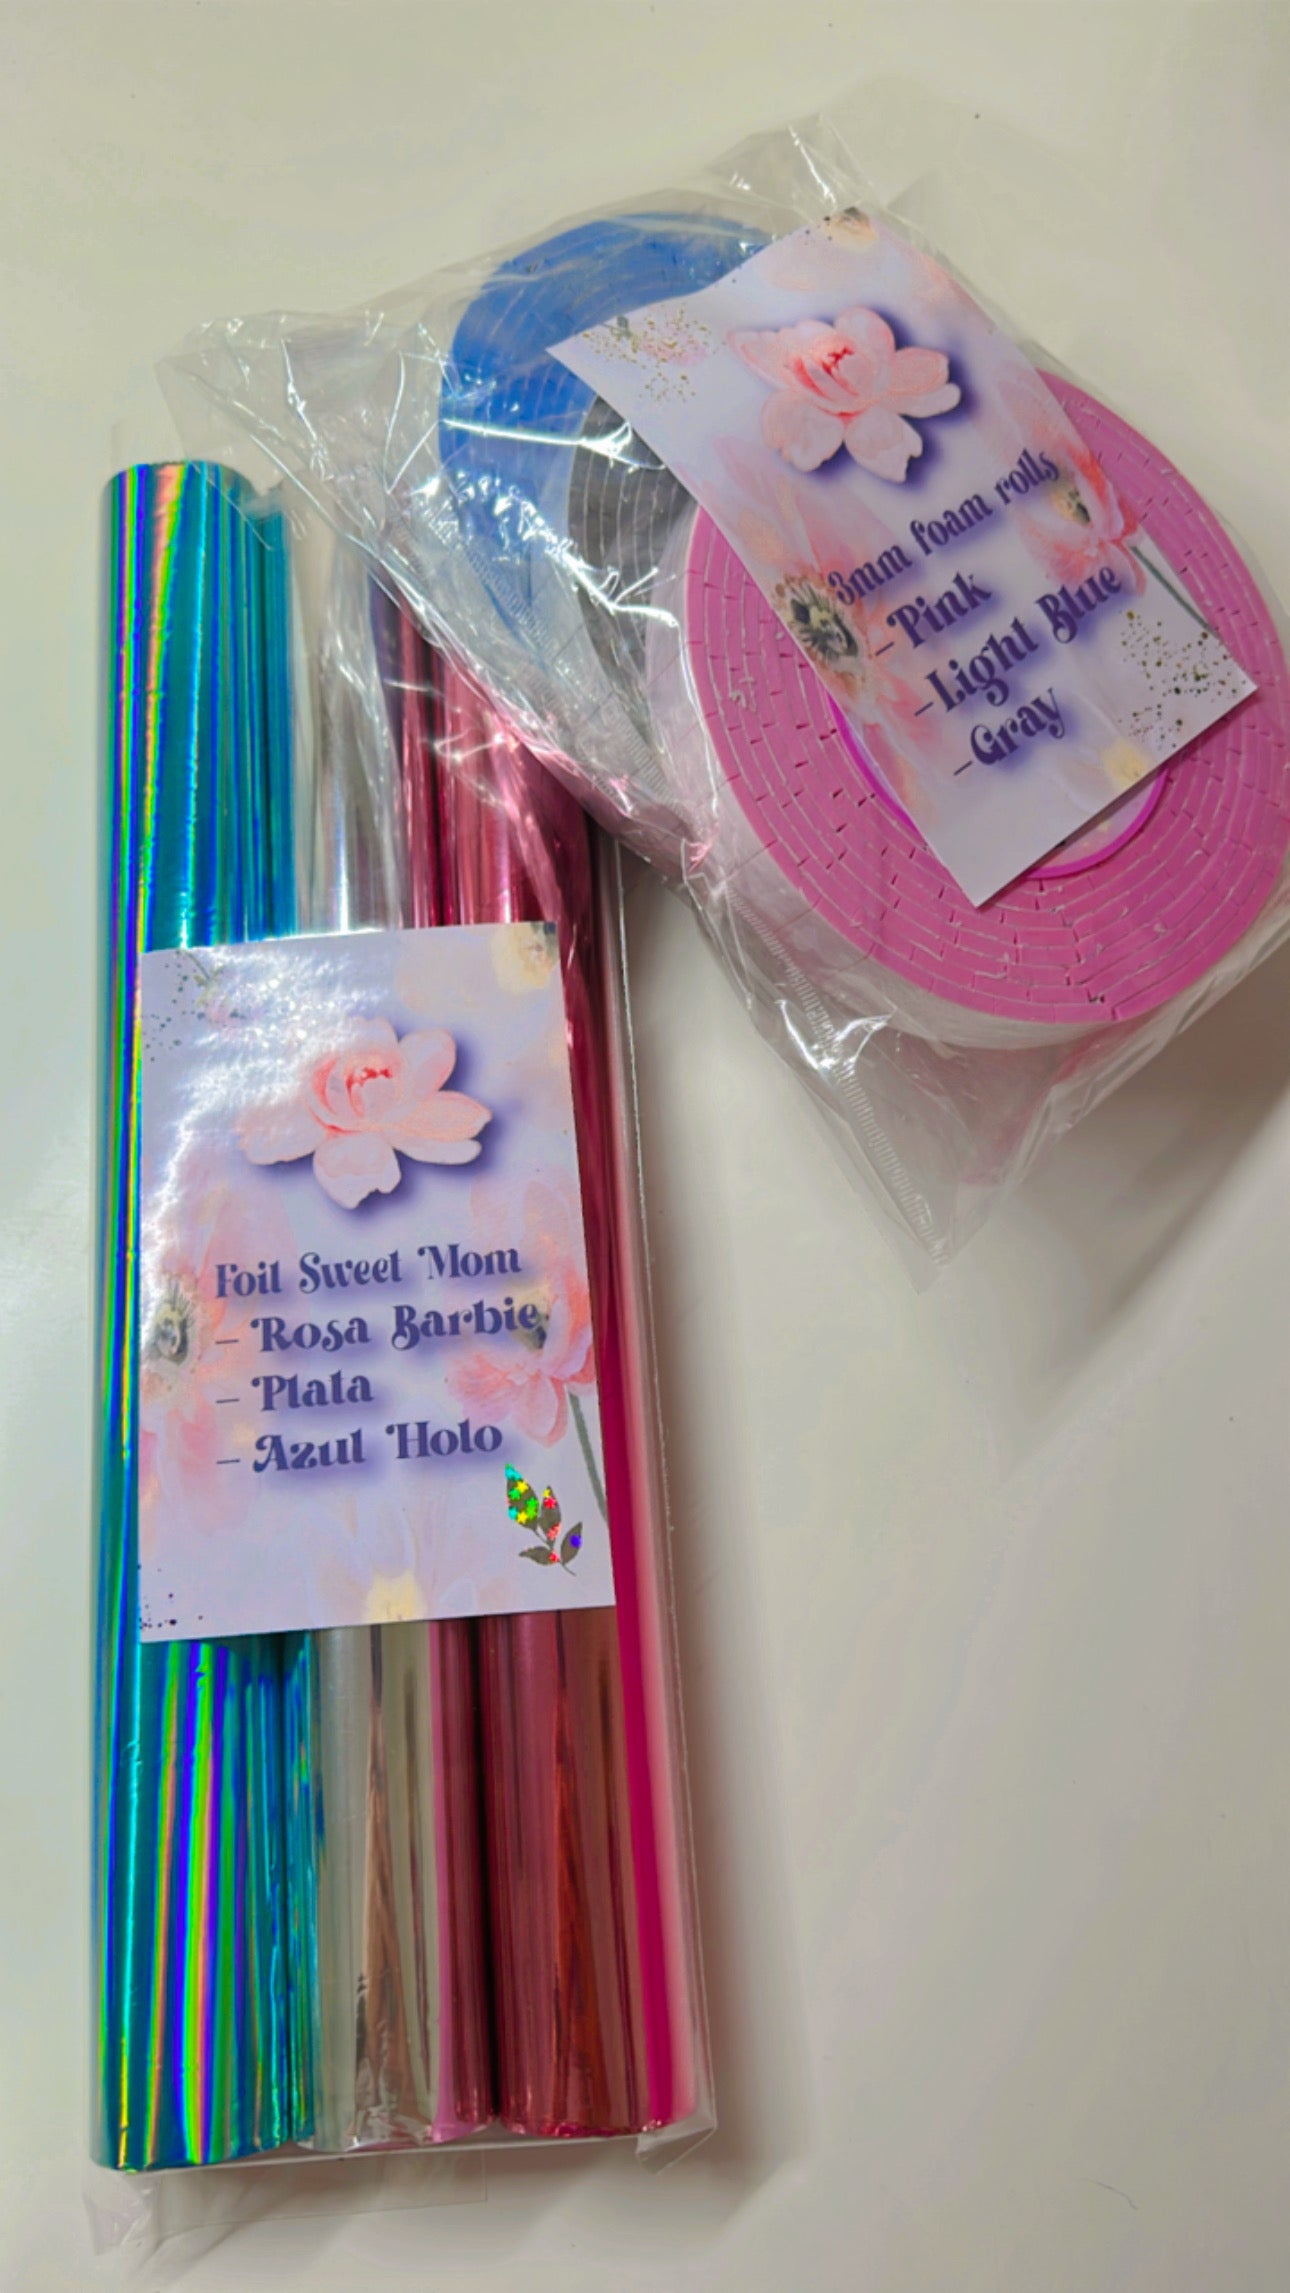 3mm foam rolls
-Pink
-Light Blue
-Gray
Foil Sweet Mom
- Rosa Barbie
- Plata
- Azul Holo